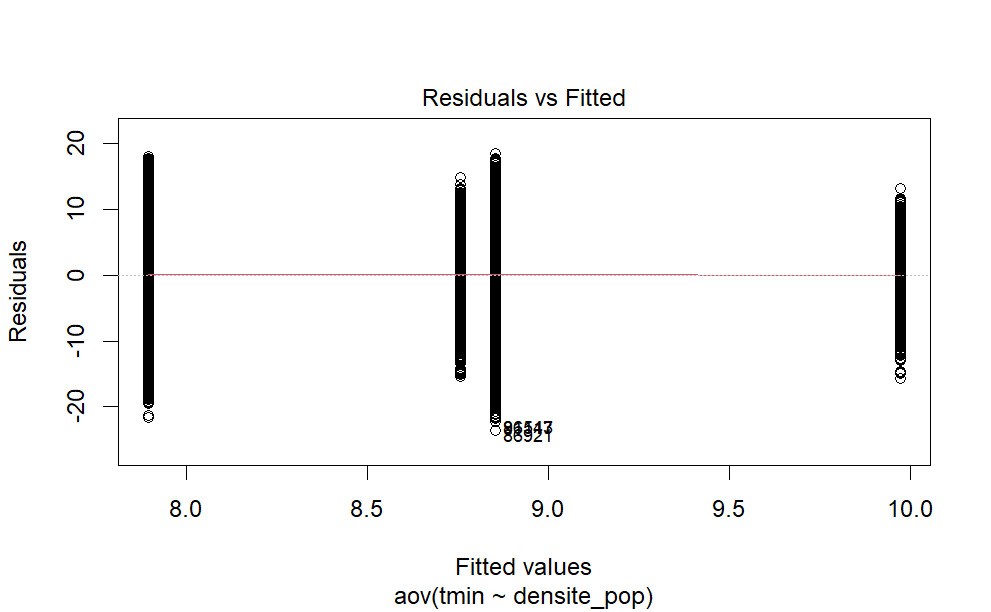 Residuals vs Fitted
Residuals
20
10
0
-10
-20
86921
8.0
8.5
9.0
9.5
10.0
Fitted values
aov(tmin ~ densite_pop)